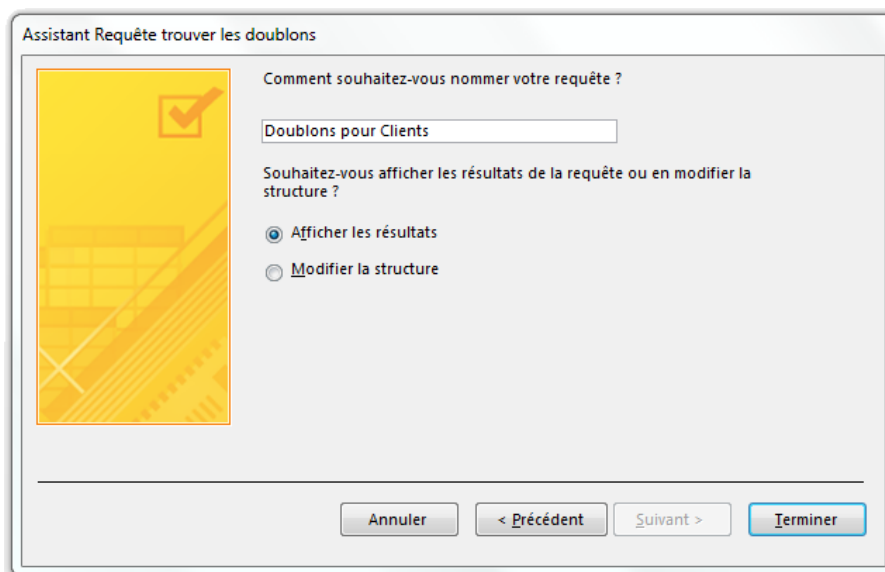 Assistant Requête trouver les doublons
Comment souhaitez-vous nommer votre requête ?
Doublons pour Clients
Souhaitez-vous afficher les résultats de la requête ou en modifier la
structure ?
Afficher les résultats
Modifier la structure
Annuler
< Précédent
Suivant >
Terminer